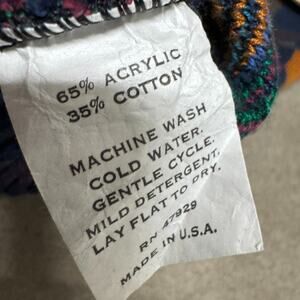 65% ACRYLIC
35% COTTON
MACHINE WASH
COLD WATER.
GENTLE CYCLE.
MILD DETERGENT,
LAY FLAT TO DRY.
RN 47929
MADE IN U.S.A.